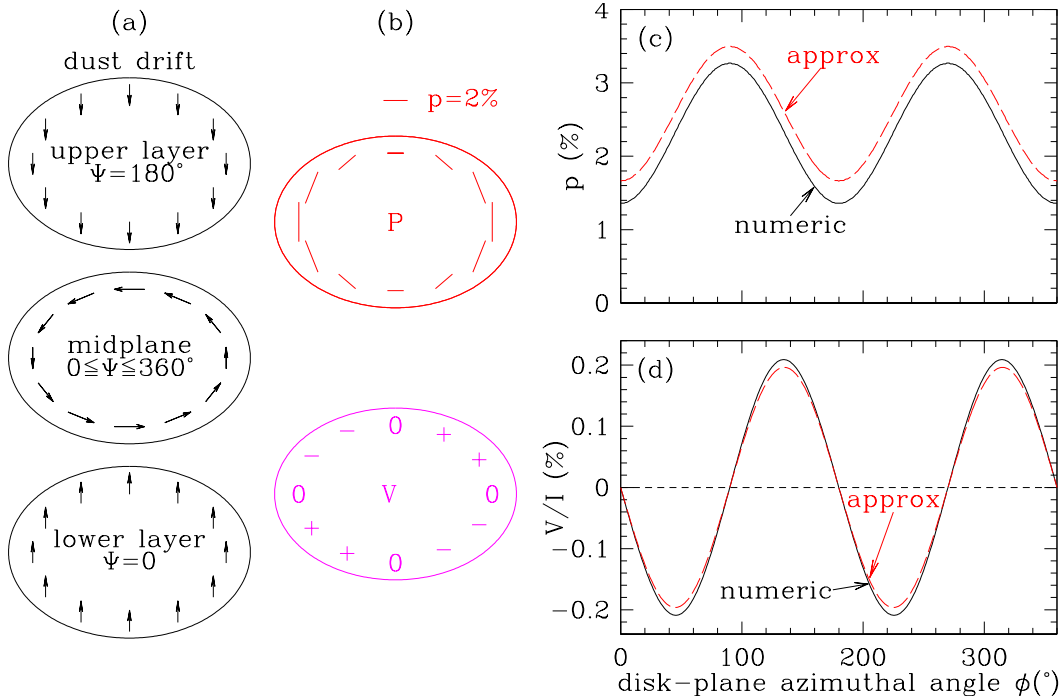 (a)
dust drift
upper layer
Ψ=180°
midplane
0≦Ψ≦360°
lower layer
Ψ=0
(b)
— p=2%
P
0
− +
− +
0 V 0
+ −
+ −
0
(c)
approx
numeric
p (%)
4
3
2
1
0
(d)
approx
numeric
V/I (%)
0.2
0.1
0
−0.1
−0.2
0 100 200 300
disk−plane azimuthal angle ϕ(°)